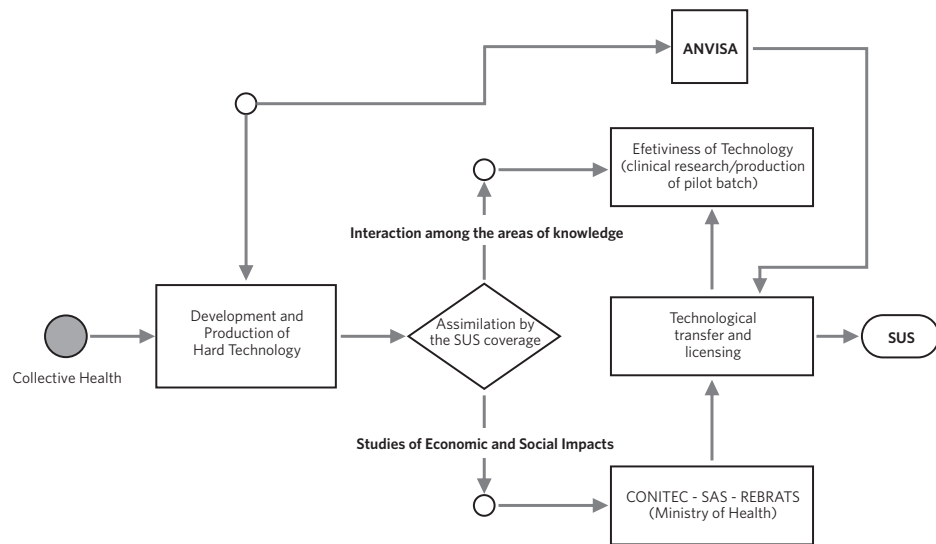 ANVISA
Efetiviness of Technology
(clinical research/production
of pilot batch)
Interaction among the areas of knowledge
Development and
Production of
Hard Technology
Assimilation by
the SUS coverage
Technological
transfer and
licensing
SUS
Collective Health
Studies of Economic and Social Impacts
CONITEC - SAS - REBRATS
(Ministry of Health)